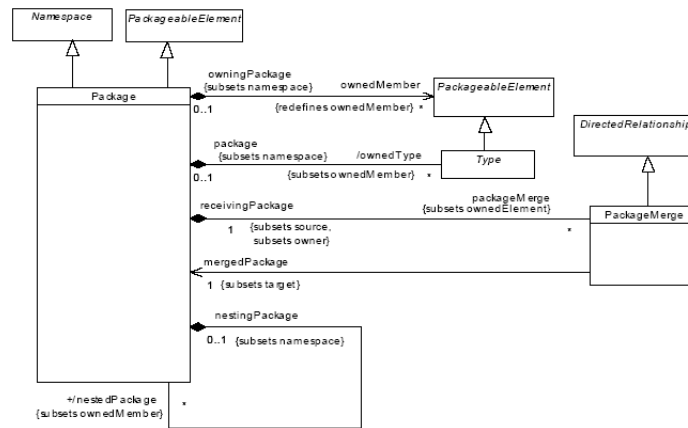 Namespace
PackageableElement
Package
owningPackage
{subsets namespace}
ownedMember
0..1
{redefines ownedMember}
*
PackageableElement
DirectedRelationship
package
{subsets namespace}
/ownedType
0..1
{subsets ownedMember}
*
Type
receivingPackage
packageMerge
{subsets ownedElement}
1
{subsets source,
subsets owner}
*
PackageMerge
mergedPackage
1
{subsets target}
nestingPackage
0..1
{subsets namespace}
+/nestedPackage
{subsets ownedMember}
*